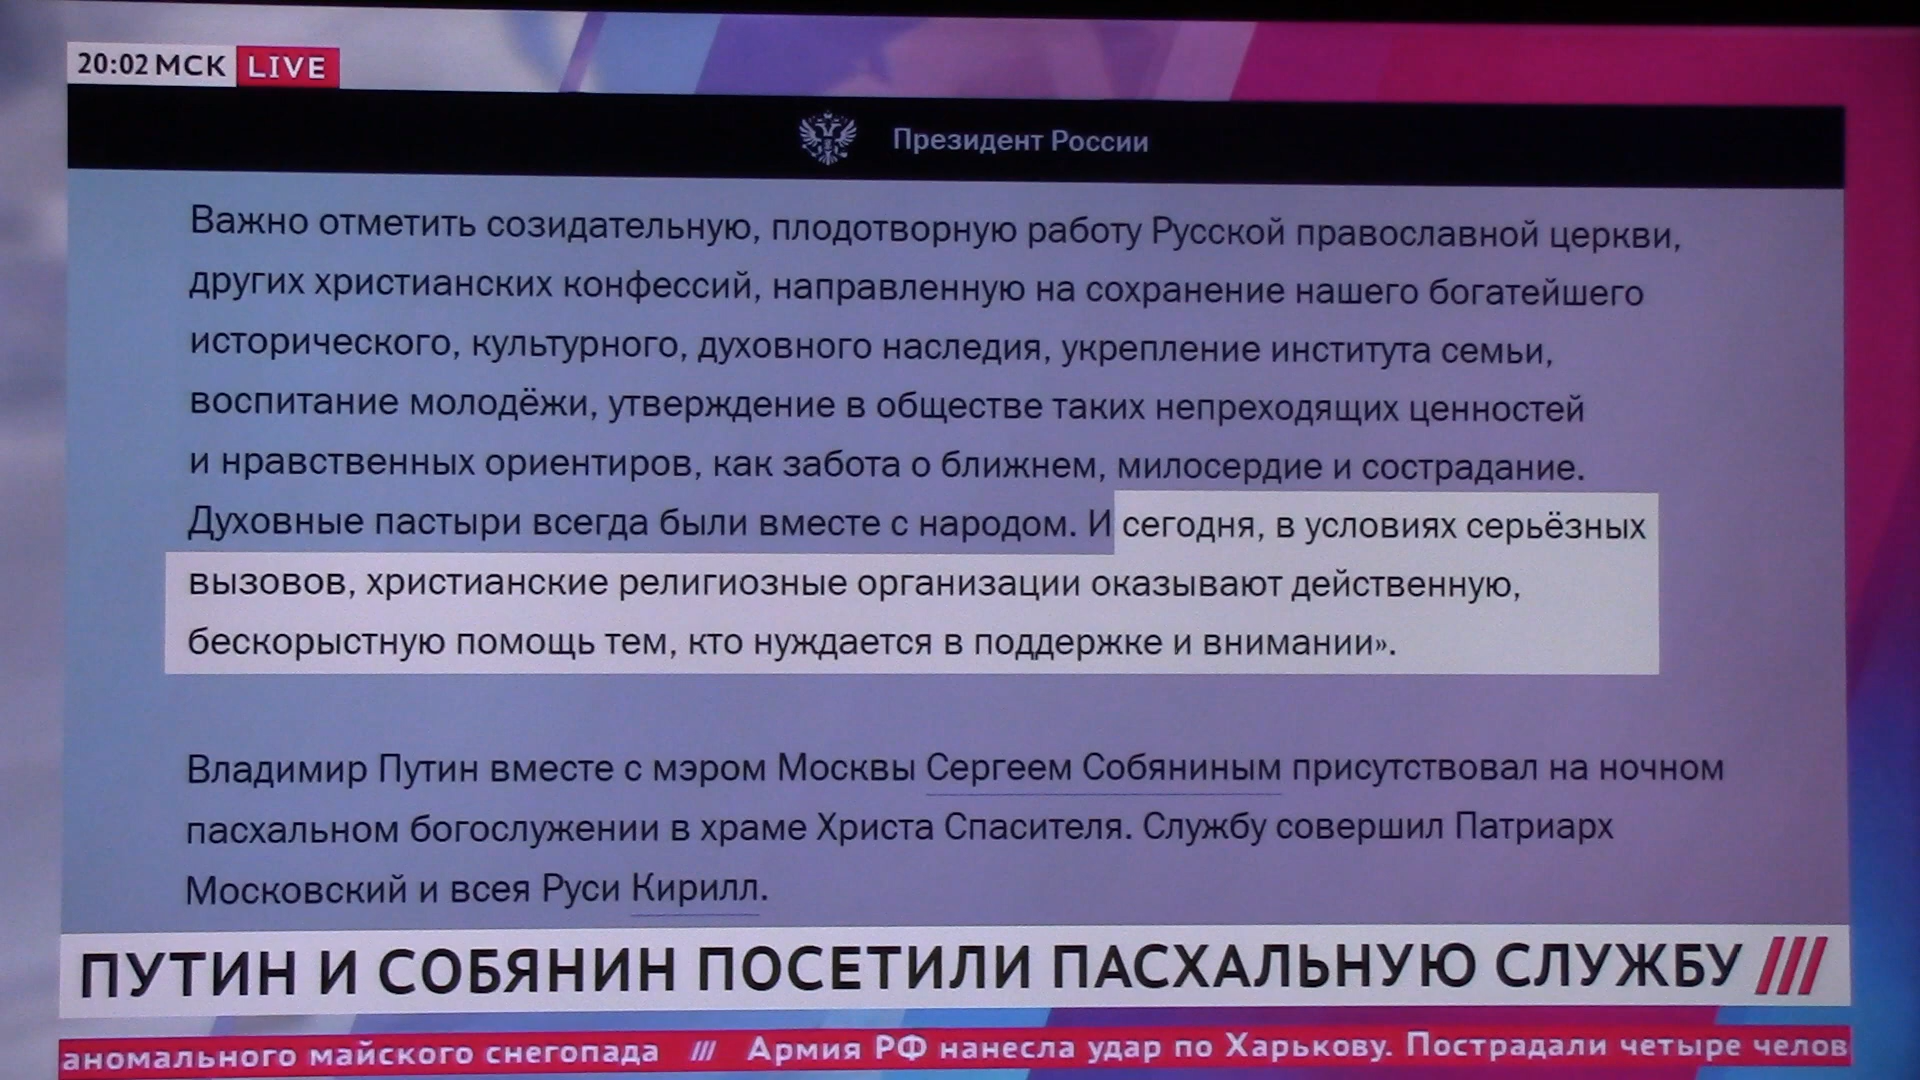 20:02 МСК LIVE
Президент России
Важно отметить созидательную, плодотворную работу Русской православной церкви,
других христианских конфессий, направленную на сохранение нашего богатейшего
исторического, культурного, духовного наследия, укрепление института семьи,
воспитание молодёжи, утверждение в обществе таких непреходящих ценностей
и нравственных ориентиров, как забота о ближнем, милосердие и сострадание.
Духовные пастыри всегда были вместе с народом. И сегодня, в условиях серьёзных
вызовов, христианские религиозные организации оказывают действенную,
бескорыстную помощь тем, кто нуждается в поддержке и внимании».
Владимир Путин вместе с мэром Москвы Сергеем Собяниным присутствовал на ночном
пасхальном богослужении в храме Христа Спасителя. Службу совершил Патриарх
Московский и всея Руси Кирилл.
ПУТИН И СОБЯНИН ПОСЕТИЛИ ПАСХАЛЬНУЮ СЛУЖБУ ///
аномального майского снегопада /// Армия РФ нанесла удар по Харькову. Пострадали четыре челов